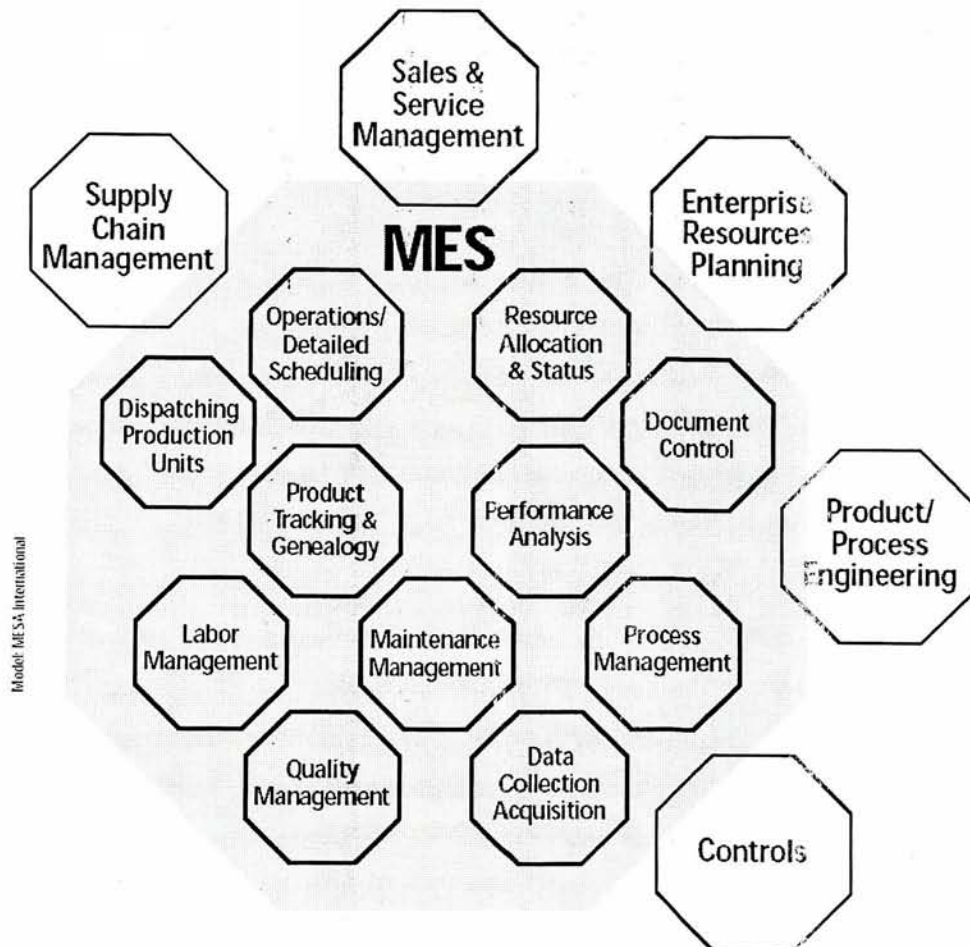 Sales &
Service
Management
Supply
Chain
Management
Enterprise
Resources
Planning
MES
Operations/
Detailed
Scheduling
Resource
Allocation
& Status
Dispatching
Production
Units
Document
Control
Product
Tracking &
Genealogy
Performance
Analysis
Product/
Process
Engineering
Labor
Management
Maintenance
Management
Process
Management
Quality
Management
Data
Collection
Acquisition
Controls
Model: MESA International